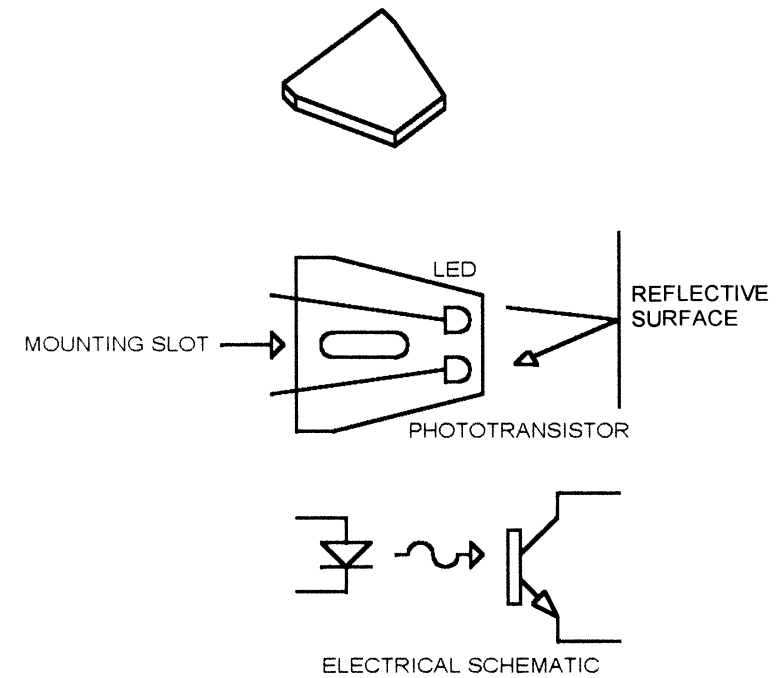 LED
REFLECTIVE
SURFACE
MOUNTING SLOT
PHOTOTRANSISTOR
ELECTRICAL SCHEMATIC